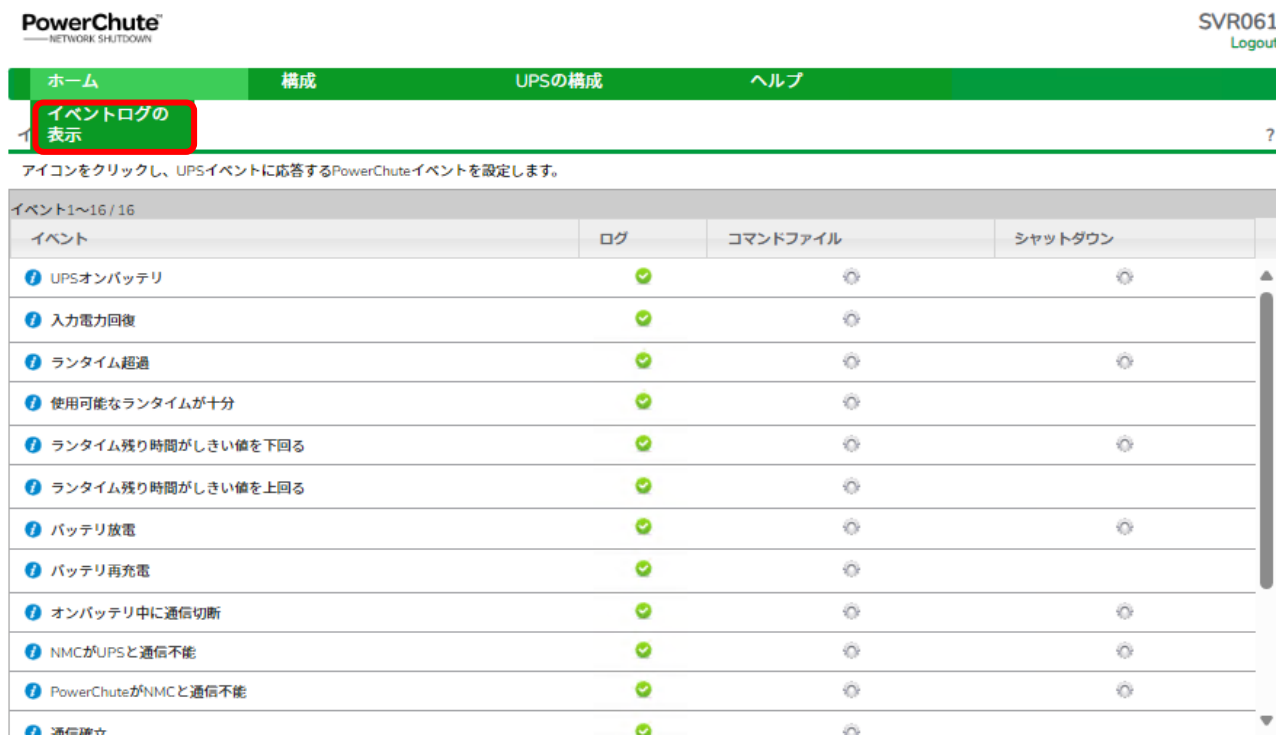 PowerChute™
NETWORK SHUTDOWN
SVR061
Logout
ホーム 構成 UPSの構成 ヘルプ
イベントログの
表示
イ
?
アイコンをクリックし、UPSイベントに応答するPowerChuteイベントを設定します。
イベント1～16 / 16
イベント ログ コマンドファイル シャットダウン
UPSオンバッテリ
入力電力回復
ランタイム超過
使用可能なランタイムが十分
ランタイム残り時間がしきい値を下回る
ランタイム残り時間がしきい値を上回る
バッテリ放電
バッテリ再充電
オンバッテリ中に通信切断
NMCがUPSと通信不能
PowerChuteがNMCと通信不能
通信確立